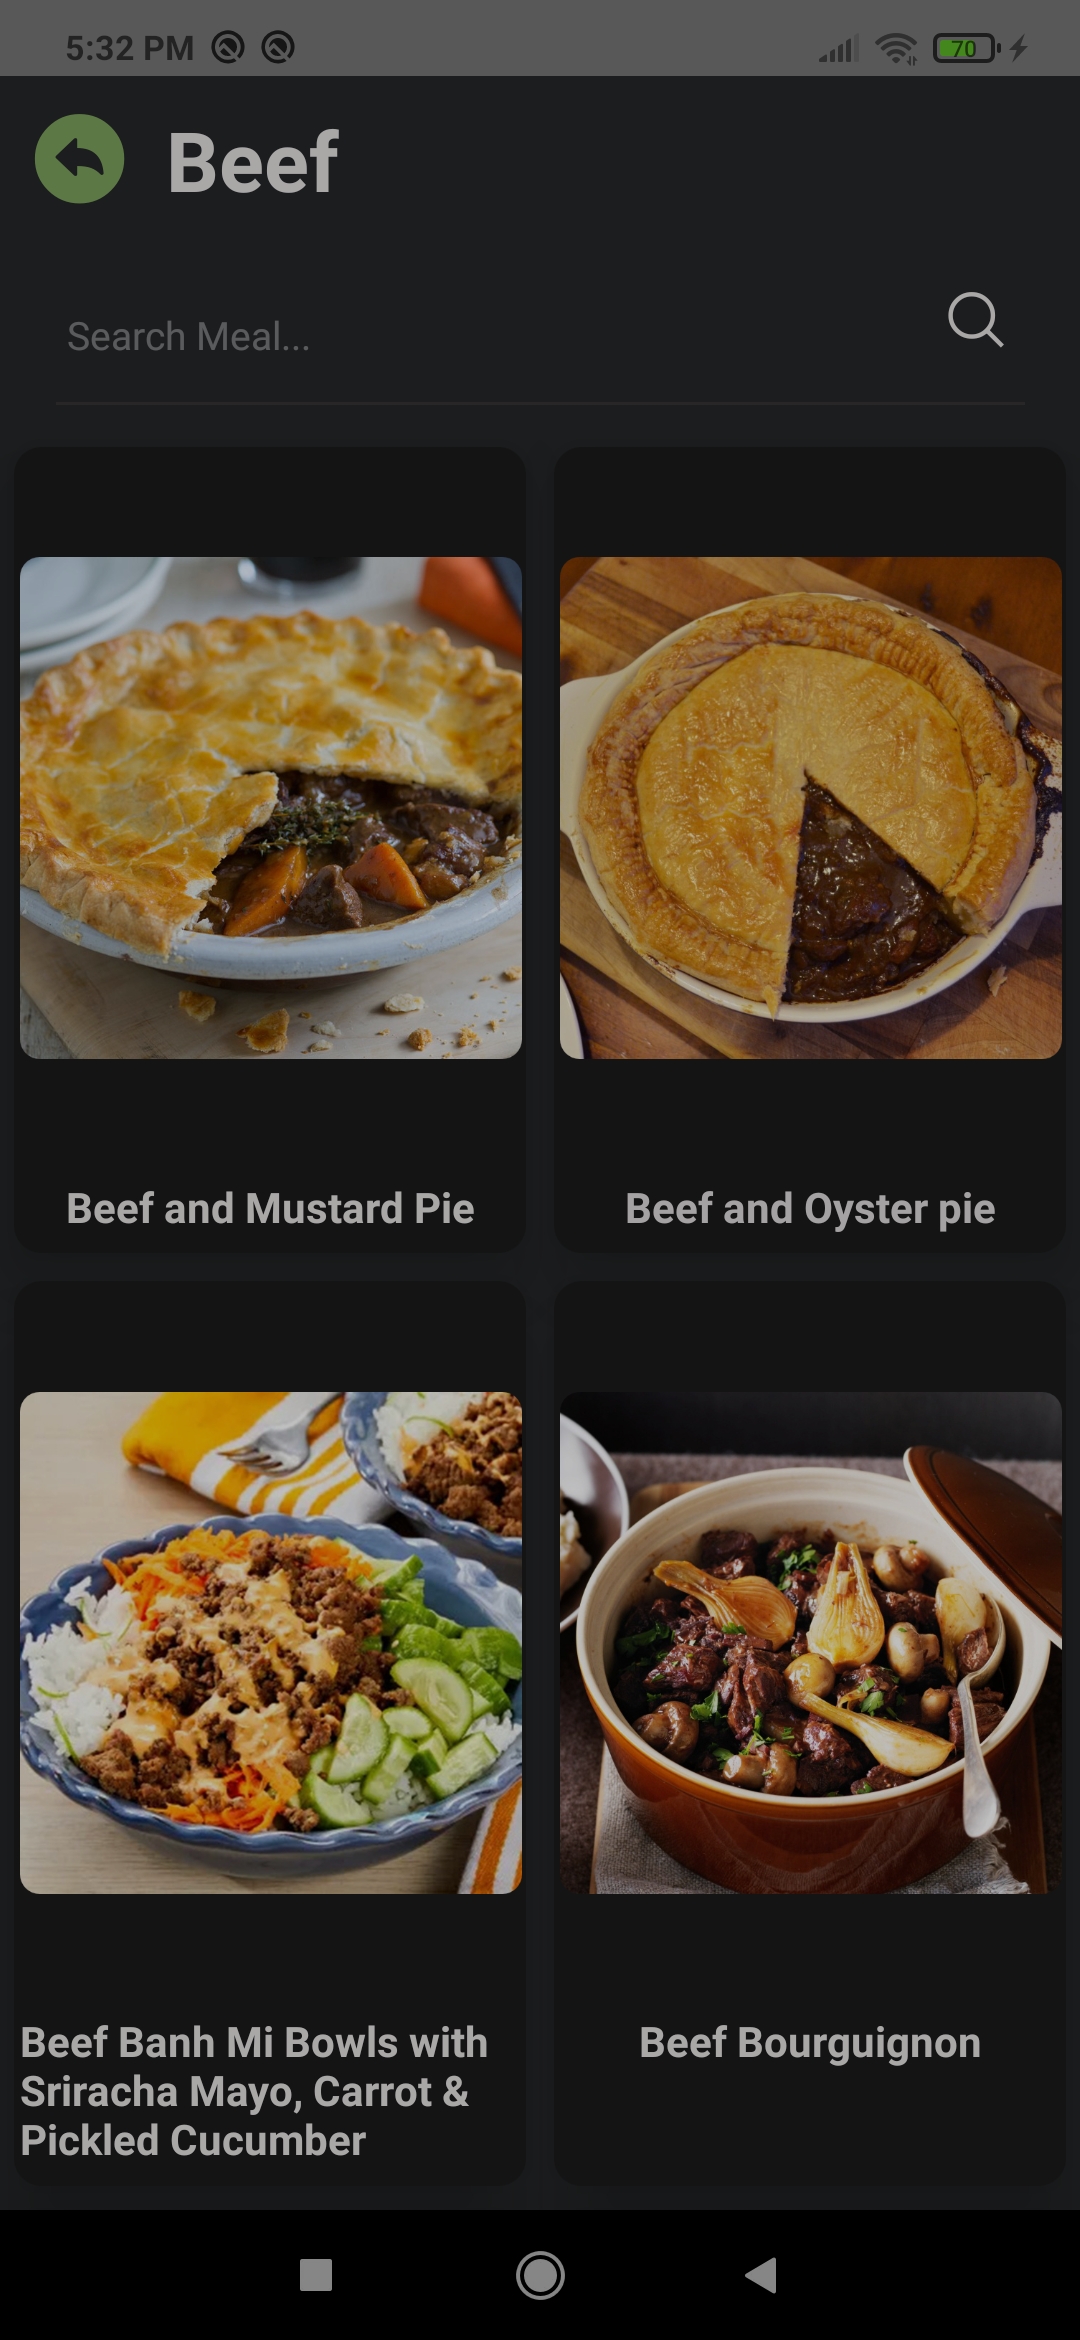 5:32 PM
70
Beef
Search Meal...
Beef and Mustard Pie
Beef and Oyster pie
Beef Banh Mi Bowls with
Sriracha Mayo, Carrot &
Pickled Cucumber
Beef Bourguignon